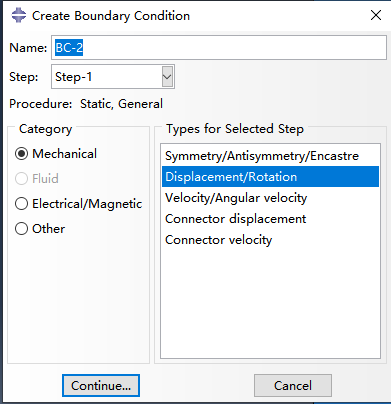 Create Boundary Condition
Name: BC-2
Step: Step-1
Procedure: Static, General
Category
Mechanical
Fluid
Electrical/Magnetic
Other
Types for Selected Step
Symmetry/Antisymmetry/Encastre
Displacement/Rotation
Velocity/Angular velocity
Connector displacement
Connector velocity
Continue...
Cancel